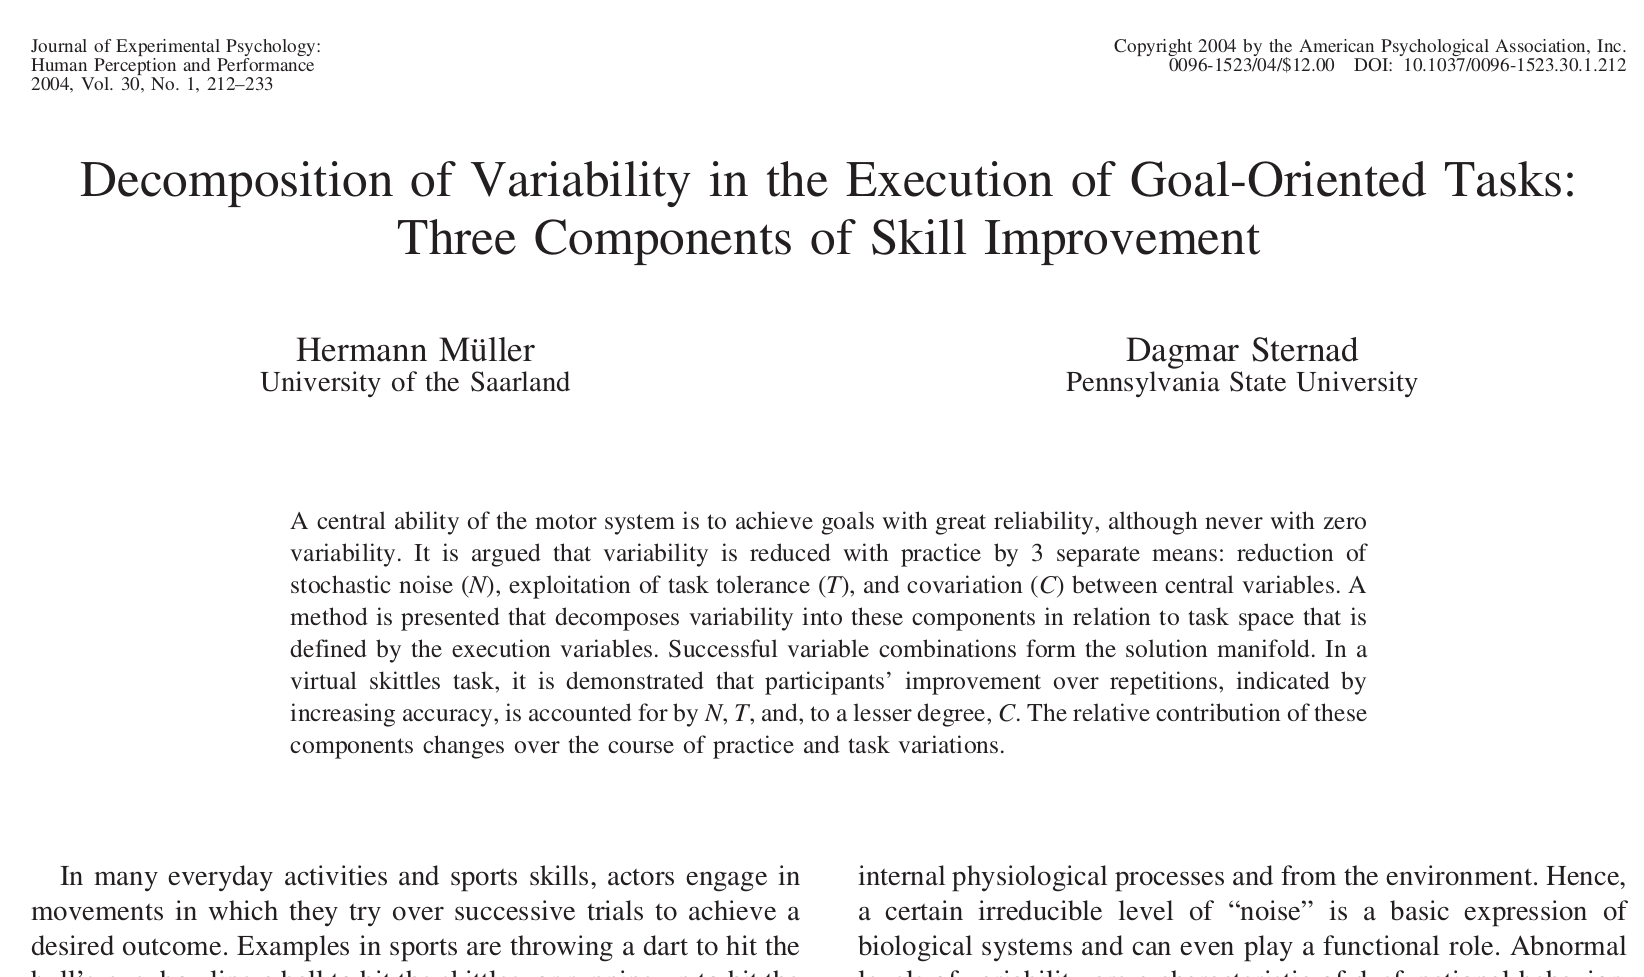 Journal of Experimental Psychology:
Human Perception and Performance
2004, Vol. 30, No. 1, 212–233
Copyright 2004 by the American Psychological Association, Inc.
0096-1523/04/$12.00 DOI: 10.1037/0096-1523.30.1.212
Decomposition of Variability in the Execution of Goal-Oriented Tasks:
Three Components of Skill Improvement
Hermann Müller
University of the Saarland
Dagmar Sternad
Pennsylvania State University
A central ability of the motor system is to achieve goals with great reliability, although never with zero
variability. It is argued that variability is reduced with practice by 3 separate means: reduction of
stochastic noise (N), exploitation of task tolerance (T), and covariation (C) between central variables. A
method is presented that decomposes variability into these components in relation to task space that is
defined by the execution variables. Successful variable combinations form the solution manifold. In a
virtual skittles task, it is demonstrated that participants’ improvement over repetitions, indicated by
increasing accuracy, is accounted for by N, T, and, to a lesser degree, C. The relative contribution of these
components changes over the course of practice and task variations.
In many everyday activities and sports skills, actors engage in
movements in which they try over successive trials to achieve a
desired outcome. Examples in sports are throwing a dart to hit the
internal physiological processes and from the environment. Hence,
a certain irreducible level of “noise” is a basic expression of
biological systems and can even play a functional role. Abnormal